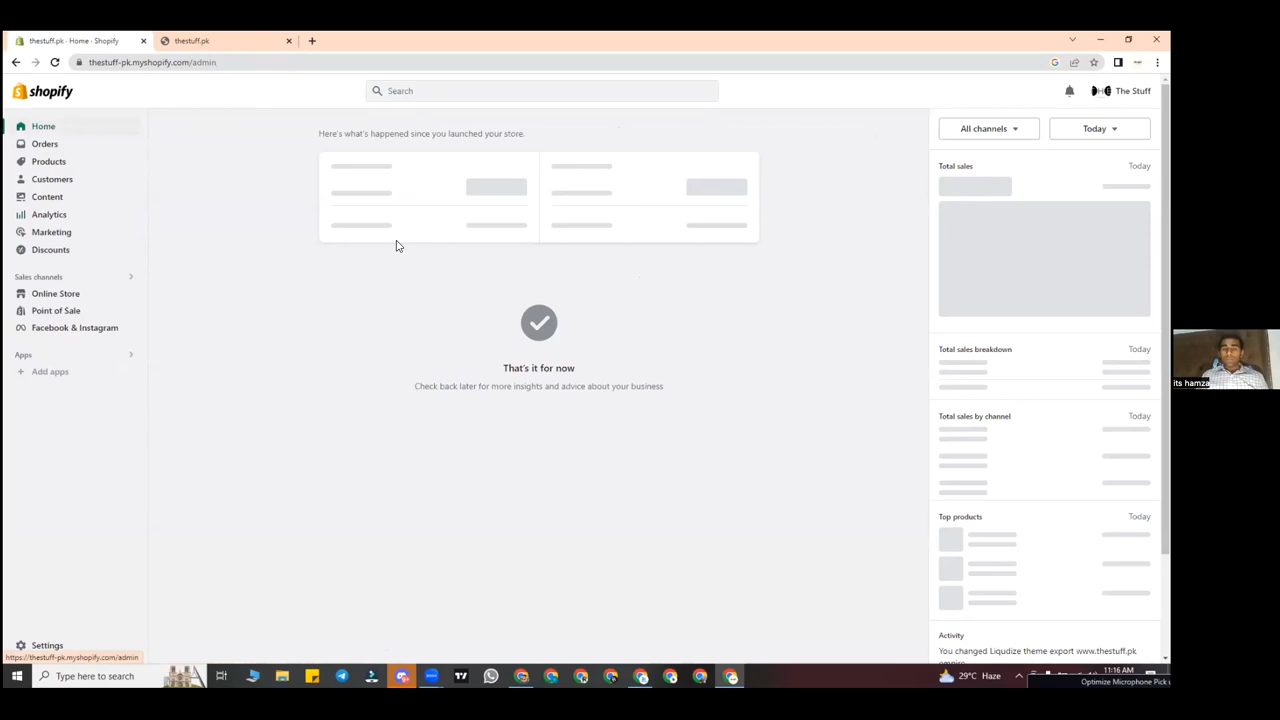 thestuff.pk · Home · Shopify
thestuff.pk
thestuff-pk.myshopify.com/admin
shopify
Search
The Stuff
Home
Orders
Products
Customers
Content
Analytics
Marketing
Discounts
Sales channels
Online Store
Point of Sale
Facebook & Instagram
Apps
Add apps
Settings
https://thestuff-pk.myshopify.com/admin
Here's what's happened since you launched your store.
That's it for now
Check back later for more insights and advice about your business
All channels
Today
Total sales Today
Total sales breakdown Today
Total sales by channel Today
Top products Today
Activity
You changed Liqudize theme export www.thestuff.pk
its hamza
Type here to search
29°C Haze
11:16 AM
Optimize Microphone Pick u